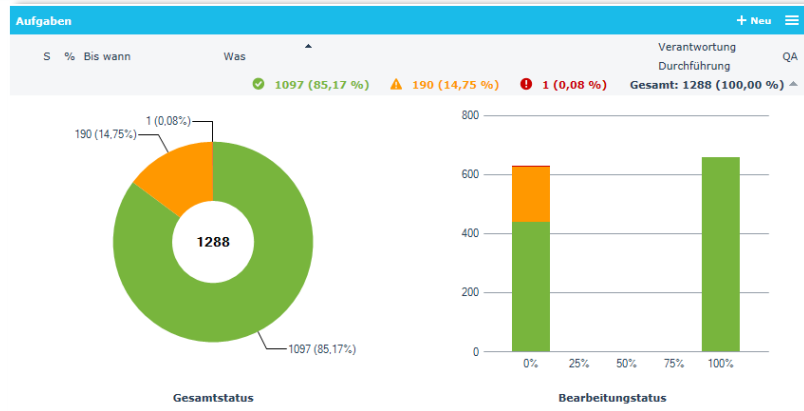 Aufgaben + Neu
Verantwortung
S % Bis wann Was QA
Durchführung
1097 (85,17 %) 190 (14,75 %) 1 (0,08 %) Gesamt: 1288 (100,00 %)
1 (0,08%)
190 (14,75%)
1288
1097 (85,17%)
Gesamtstatus
800
600
400
200
0
0% 25% 50% 75% 100%
Bearbeitungstatus